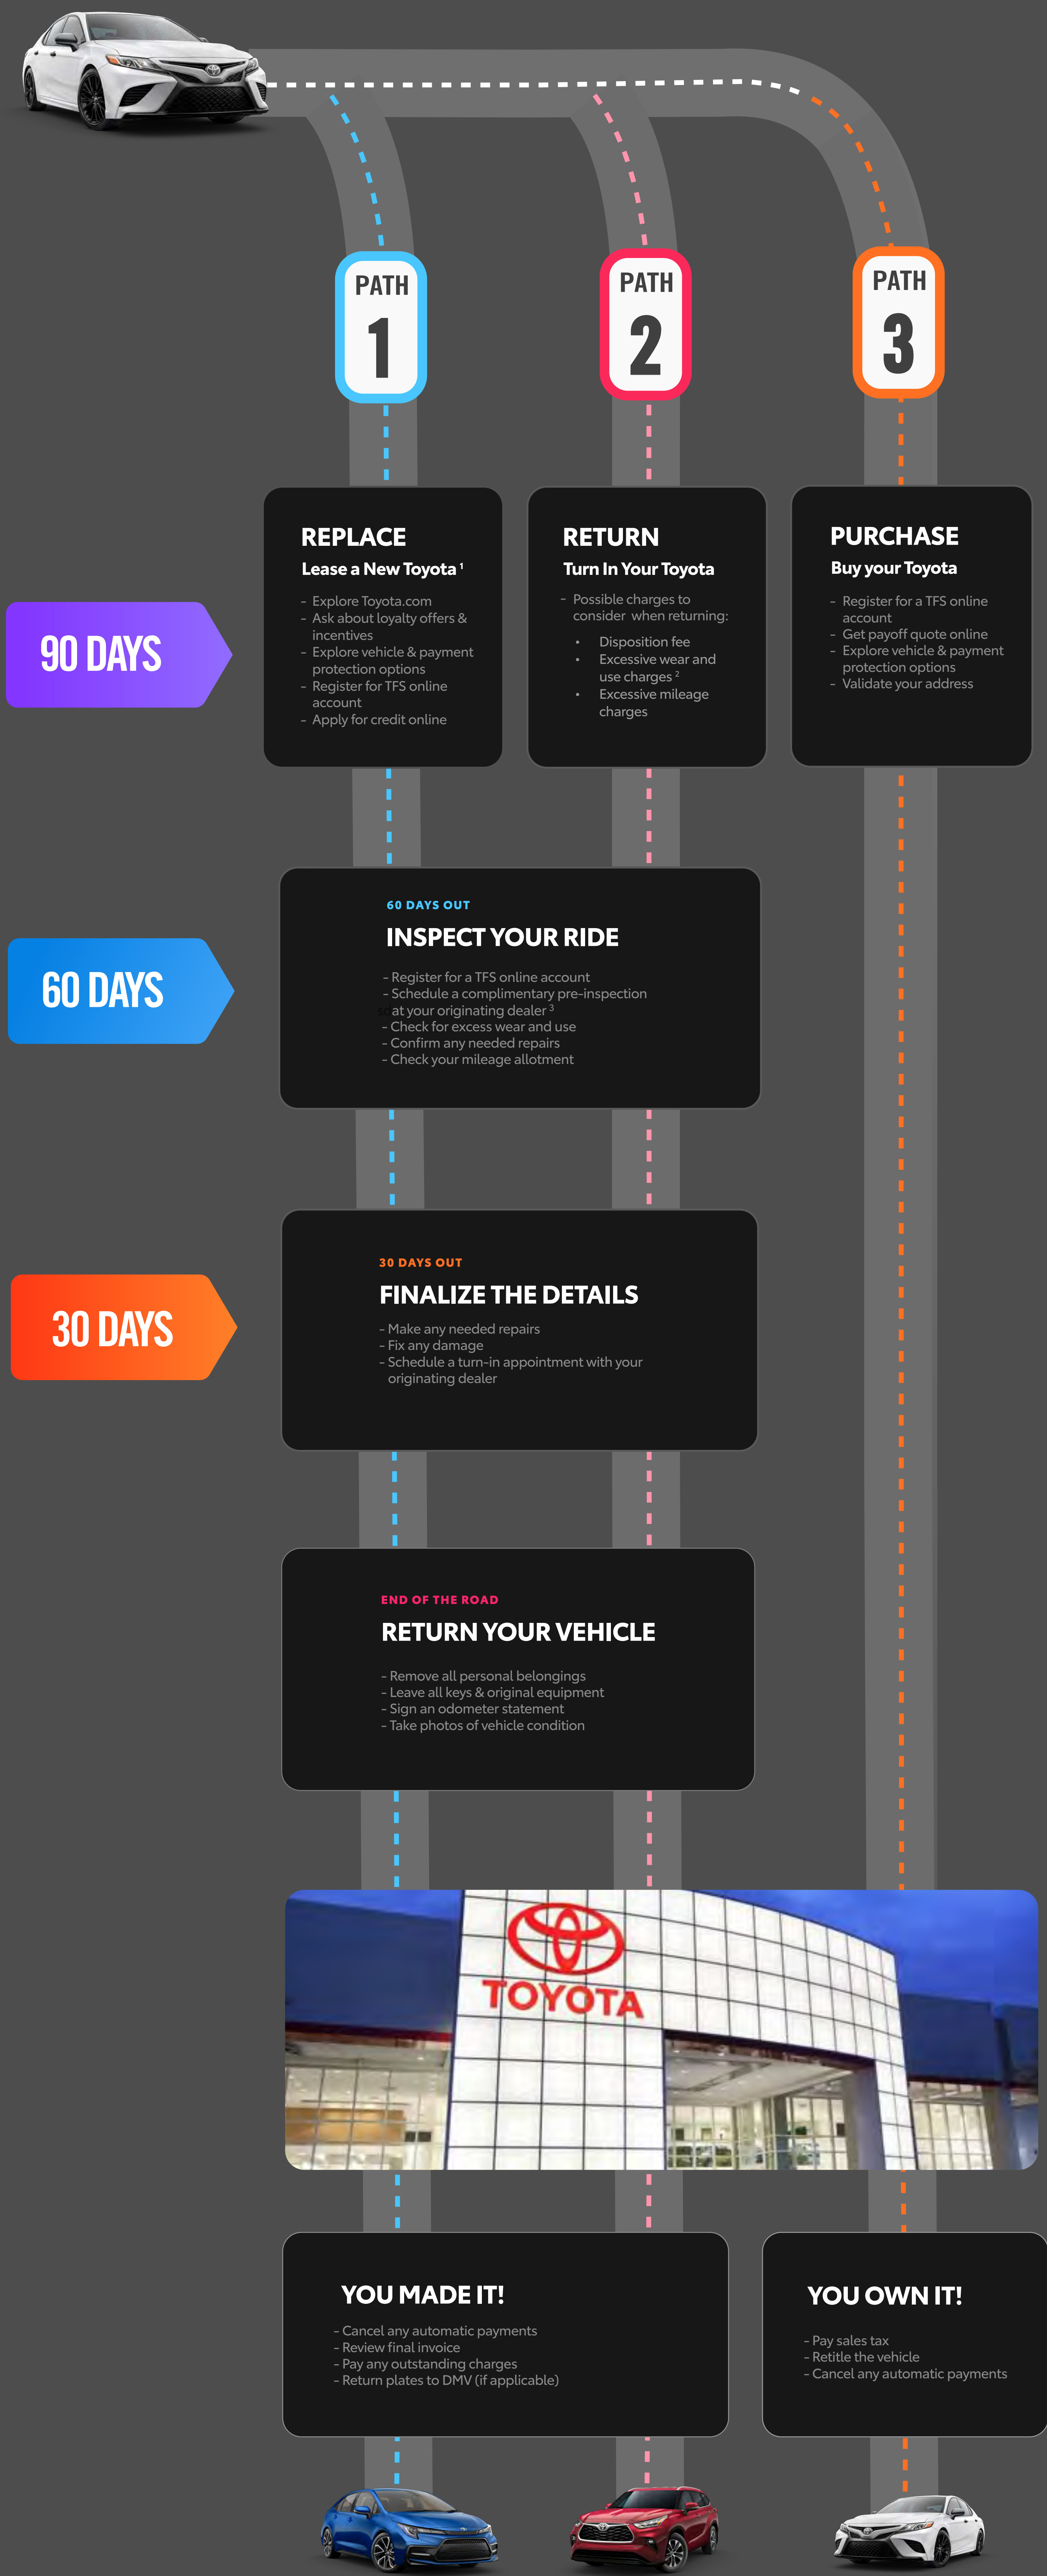 PATH
1
PATH
2
PATH
3
REPLACE
Lease a New Toyota 1
- Explore Toyota.com
- Ask about loyalty offers &
incentives
- Explore vehicle & payment
protection options
- Register for TFS online
account
- Apply for credit online
RETURN
Turn In Your Toyota
- Possible charges to
consider when returning:
• Disposition fee
• Excessive wear and
use charges 2
• Excessive mileage
charges
PURCHASE
Buy your Toyota
- Register for a TFS online
account
- Get payoff quote online
- Explore vehicle & payment
protection options
- Validate your address
90 DAYS
60 DAYS OUT
INSPECT YOUR RIDE
- Register for a TFS online account
- Schedule a complimentary pre-inspection
at your originating dealer 3
- Check for excess wear and use
- Confirm any needed repairs
- Check your mileage allotment
60 DAYS
30 DAYS OUT
FINALIZE THE DETAILS
- Make any needed repairs
- Fix any damage
- Schedule a turn-in appointment with your
originating dealer
30 DAYS
END OF THE ROAD
RETURN YOUR VEHICLE
- Remove all personal belongings
- Leave all keys & original equipment
- Sign an odometer statement
- Take photos of vehicle condition
TOYOTA
YOU MADE IT!
- Cancel any automatic payments
- Review final invoice
- Pay any outstanding charges
- Return plates to DMV (if applicable)
YOU OWN IT!
- Pay sales tax
- Retitle the vehicle
- Cancel any automatic payments